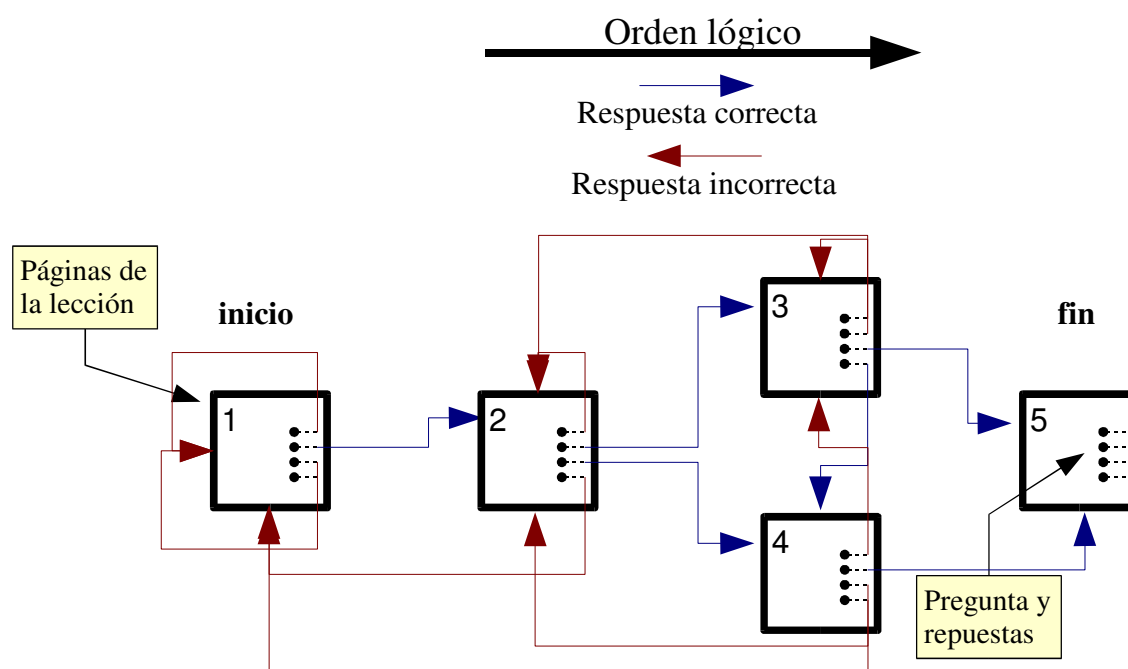 Orden lógico
Respuesta correcta
Respuesta incorrecta
Páginas de
la lección
inicio
fin
1
2
3
4
5
Pregunta y
repuestas